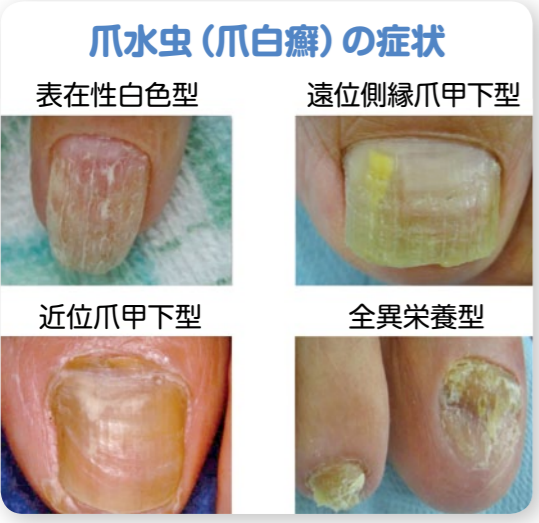 爪水虫(爪白癬)の症状
表在性白色型
遠位側縁爪甲下型
近位爪甲下型
全異栄養型